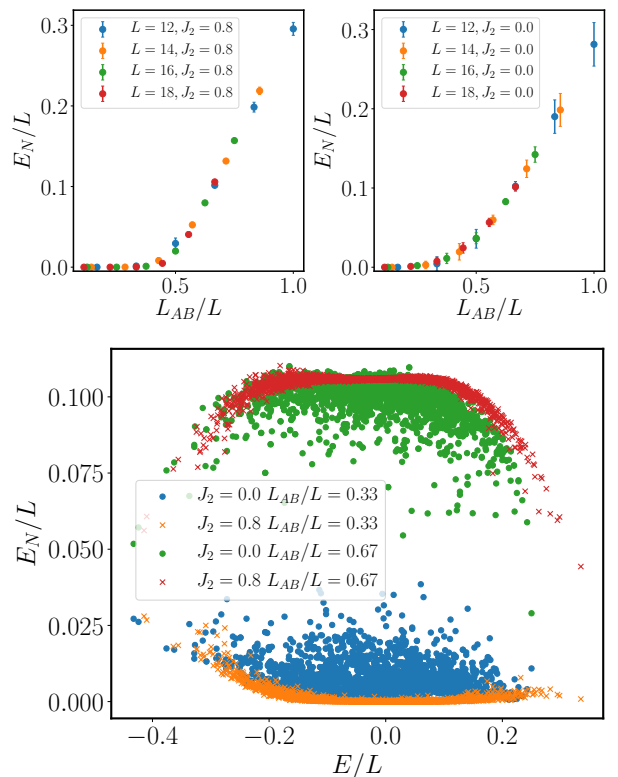 0.3
0.2
0.1
0.0
E_N/L
L = 12, J_2 = 0.8
L = 14, J_2 = 0.8
L = 16, J_2 = 0.8
L = 18, J_2 = 0.8
0.5
1.0
L_AB/L
0.3
0.2
0.1
0.0
E_N/L
L = 12, J_2 = 0.0
L = 14, J_2 = 0.0
L = 16, J_2 = 0.0
L = 18, J_2 = 0.0
0.5
1.0
L_AB/L
0.100
0.075
0.050
0.025
0.000
E_N/L
J_2 = 0.0 L_AB/L = 0.33
J_2 = 0.8 L_AB/L = 0.33
J_2 = 0.0 L_AB/L = 0.67
J_2 = 0.8 L_AB/L = 0.67
−0.4
−0.2
0.0
0.2
E/L